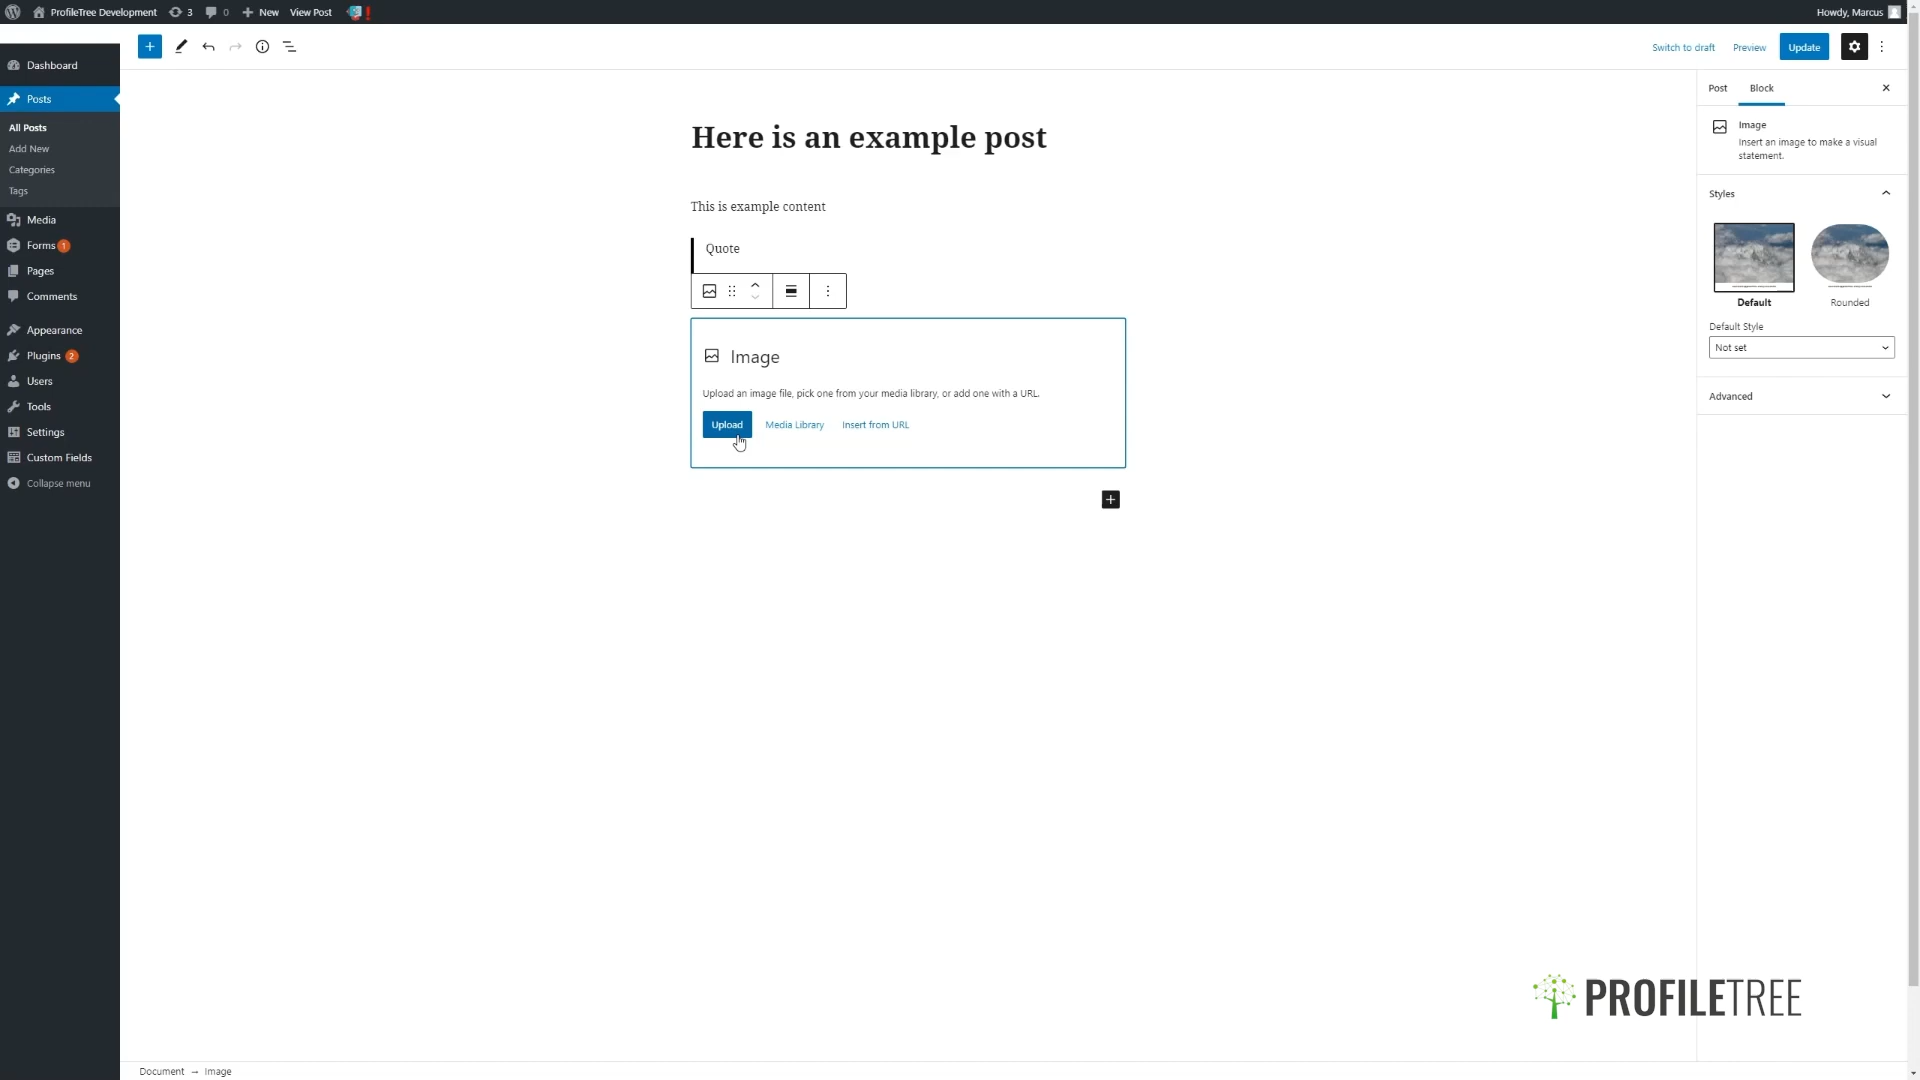 ProfileTree Development 3 0 New View Post ! Howdy, Marcus
Switch to draft Preview Update
Dashboard
Posts
All Posts
Add New
Categories
Tags
Media
Forms 1
Pages
Comments
Appearance
Plugins 2
Users
Tools
Settings
Custom Fields
Collapse menu
Here is an example post
This is example content
Quote
Image
Upload an image file, pick one from your media library, or add one with a URL.
Upload Media Library Insert from URL
Post Block
Image
Insert an image to make a visual
statement.
Styles
Default Rounded
Default Style
Not set
Advanced
PROFILETREE
Document → Image